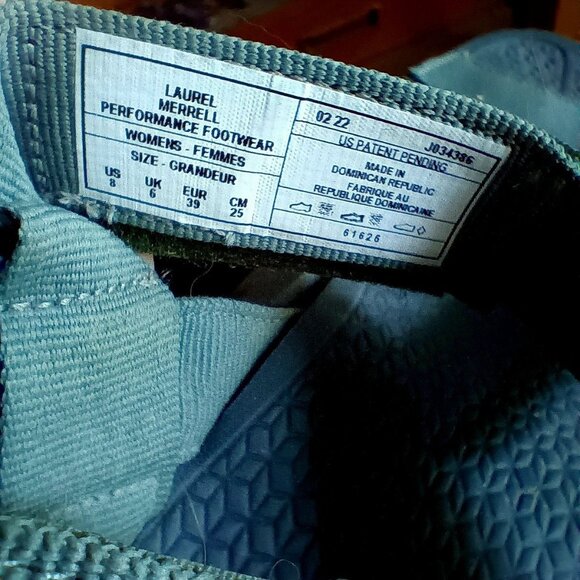 LAUREL
MERRELL
PERFORMANCE FOOTWEAR
WOMENS - FEMMES
SIZE - GRANDEUR
US UK EUR CM
8 6 39 25
02 22 J034386
US PATENT PENDING
MADE IN
DOMINICAN REPUBLIC
FABRIQUE AU
REPUBLIQUE DOMINICAINE
61626